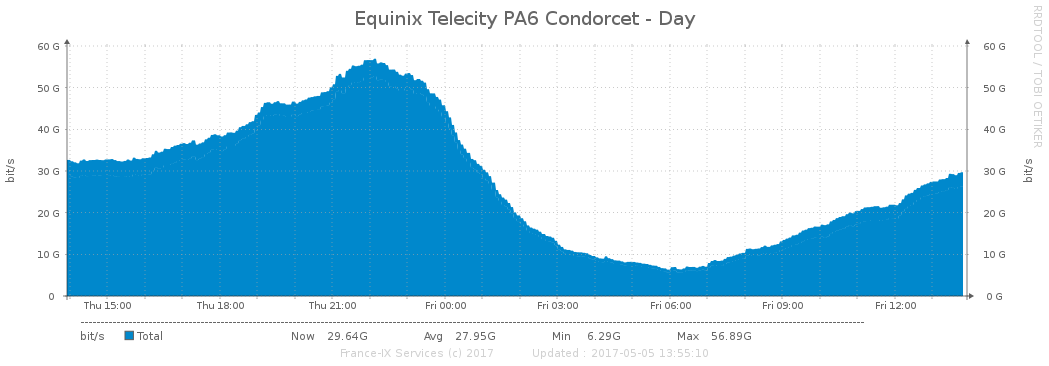 Equinix Telecity PA6 Condorcet - Day
RRDTOOL / TOBI OETIKER
60 G 60 G
50 G 50 G
40 G 40 G
30 G 30 G
20 G 20 G
10 G 10 G
0 0 G
bit/s
bit/s
Thu 15:00 Thu 18:00 Thu 21:00 Fri 00:00 Fri 03:00 Fri 06:00 Fri 09:00 Fri 12:00
bit/s Total Now 29.64G Avg 27.95G Min 6.29G Max 56.89G
France-IX Services (c) 2017 Updated : 2017-05-05 13:55:10